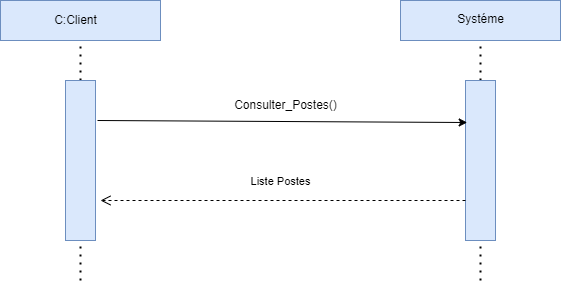 C:Client
Systéme
Consulter_Postes()
Liste Postes